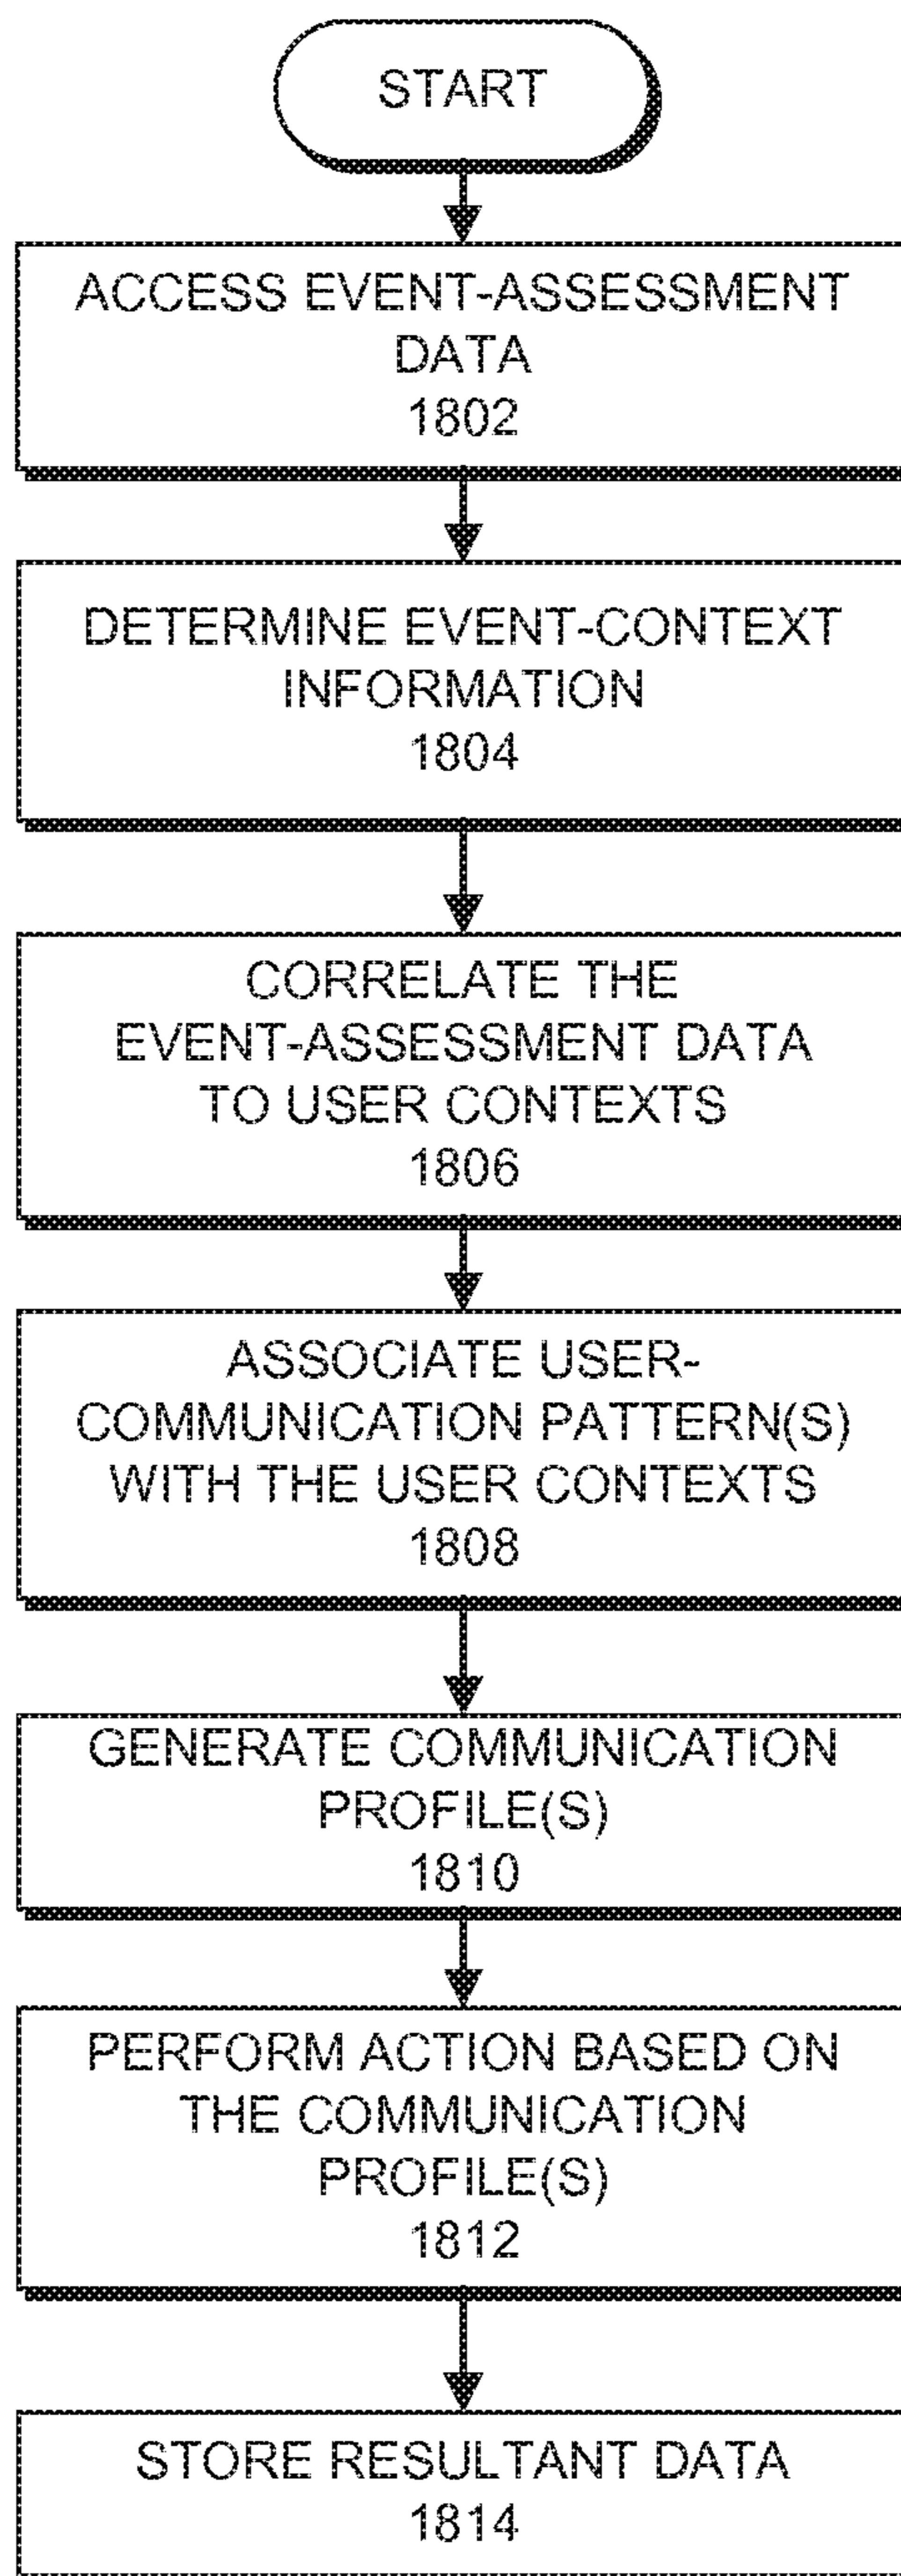 START
ACCESS EVENT-ASSESSMENT
DATA
1802
DETERMINE EVENT-CONTEXT
INFORMATION
1804
CORRELATE THE
EVENT-ASSESSMENT DATA
TO USER CONTEXTS
1806
ASSOCIATE USER-
COMMUNICATION PATTERN(S)
WITH THE USER CONTEXTS
1808
GENERATE COMMUNICATION
PROFILE(S)
1810
PERFORM ACTION BASED ON
THE COMMUNICATION
PROFILE(S)
1812
STORE RESULTANT DATA
1814